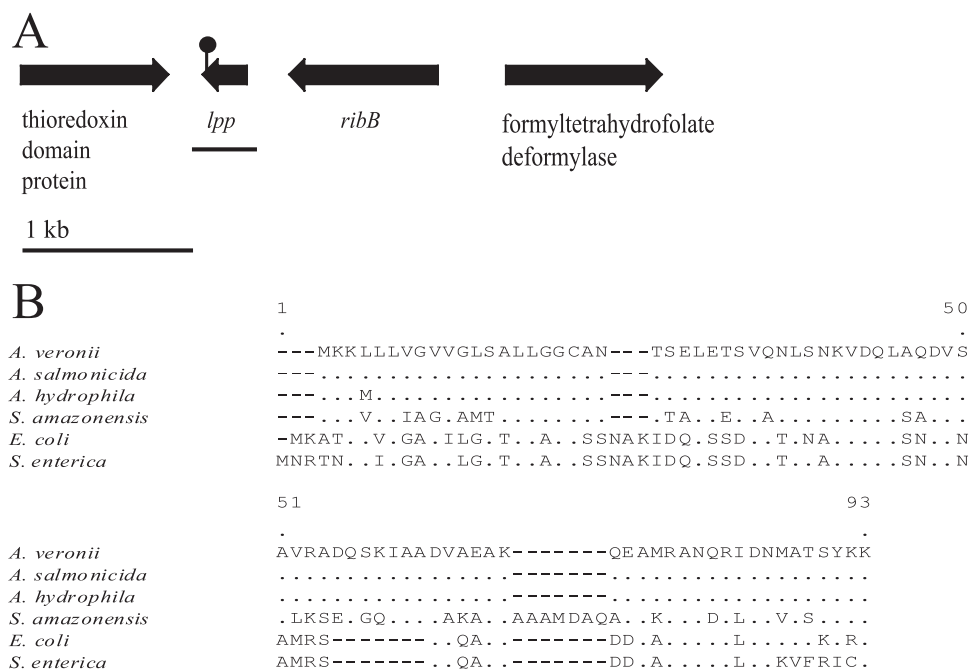 A
thioredoxin
domain
protein
lpp
ribB
formyltetrahydrofolate
deformylase
1 kb
B
1 50
. .
A. veronii ---MKKLLLVGVVGLSALLGGCAN---TSELETSVQNLSNKVDQLAQDVS
A. salmonicida ---.....................---.......................
A. hydrophila ---...M.................---.......................
S. amazonensis ---...V..IAG.AMT........---.TA..E..A.........SA...
E. coli -MKAT..V.GA.ILG.T..A..SSNAKIDQ.SSD..T.NA.....SN..N
S. enterica MNRTN..I.GA..LG.T..A..SSNAKIDQ.SSD..T..A.....SN..N
51 93
. .
A. veronii AVRADQSKIAADVAEAK-------QEAMRANQRIDNMATSYKK
A. salmonicida .................-------...................
A. hydrophila .................-------...................
S. amazonensis .LKSE.GQ....AKA..AAAMDAQA..K...D.L..V.S....
E. coli AMRS-------..QA..-------DD.A.....L.....K.R.
S. enterica AMRS-------..QA..-------DD.A.....L..KVFRIC.